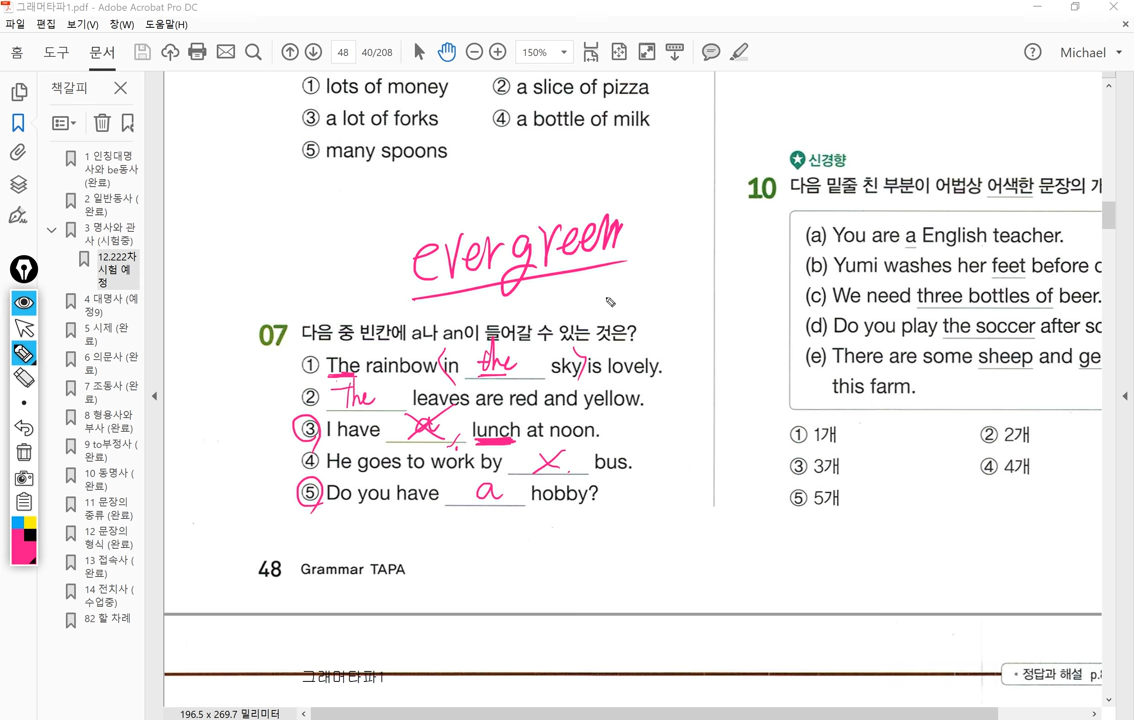 그래머타파1.pdf - Adobe Acrobat Pro DC
파일 편집 보기(V) 창(W) 도움말(H)
홈 도구 문서 48 40/208 150% Michael
책갈피
1 인칭대명
사와 be동사
(완료)
2 일반동사 (
완료)
3 명사와 관
사 (시험중)
12.222자
시험 예
정
4 대명사 (예
정9)
5 시제 (완
료)
6 의문사 (완
료)
7 조동사 (완
료)
8 형용사와
부사 (완료)
9 to부정사 (
완료)
10 동명사 (
완료)
11 문장의
종류 (완료)
12 문장의
형식 (완료)
13 접속사 (
완료)
14 전치사 (
수업중)
82 할 차례
① lots of money ② a slice of pizza
③ a lot of forks ④ a bottle of milk
⑤ many spoons
evergreen
07 다음 중 빈칸에 a나 an이 들어갈 수 있는 것은?
① The rainbow (in the sky) is lovely.
② The leaves are red and yellow.
③ I have a lunch at noon.
④ He goes to work by X bus.
⑤ Do you have a hobby?
48 Grammar TAPA
그래머타파1
신경향
10 다음 밑줄 친 부분이 어법상 어색한 문장의 개
(a) You are a English teacher.
(b) Yumi washes her feet before
(c) We need three bottles of beer.
(d) Do you play the soccer after
(e) There are some sheep and
this farm.
① 1개 ② 2개
③ 3개 ④ 4개
⑤ 5개
• 정답과 해설
196.5 x 269.7 밀리미터